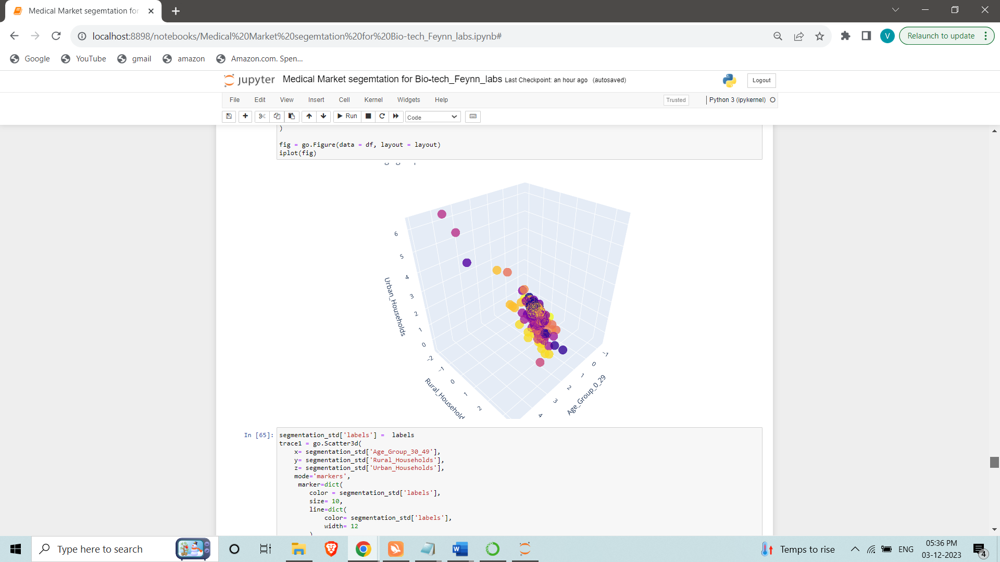 Medical Market segemtation for
localhost:8898/notebooks/Medical%20Market%20segemtation%20for%20Bio-tech_Feynn_labs.ipynb#
V
Relaunch to update
Google
YouTube
gmail
amazon
Amazon.com. Spen...
jupyter
Medical Market segemtation for Bio-tech_Feynn_labs Last Checkpoint: an hour ago (autosaved)
Logout
File
Edit
View
Insert
Cell
Kernel
Widgets
Help
Trusted
Python 3 (ipykernel)
Run
Code
)
fig = go.Figure(data = df, layout = layout)
iplot(fig)
6
5
4
3
2
1
0
Urban_Households
-2
-1
0
1
2
Rural_Household
-1
0
1
2
3
4
Age_Group_0_29
In [65]:
segmentation_std['labels'] =  labels
trace1 = go.Scatter3d(
    x= segmentation_std['Age_Group_30_49'],
    y= segmentation_std['Rural_Households'],
    z= segmentation_std['Urban_Households'],
    mode='markers',
     marker=dict(
        color = segmentation_std['labels'],
        size= 10,
        line=dict(
            color= segmentation_std['labels'],
            width= 12
        )
Type here to search
Temps to rise
ENG
05:36 PM
03-12-2023
4